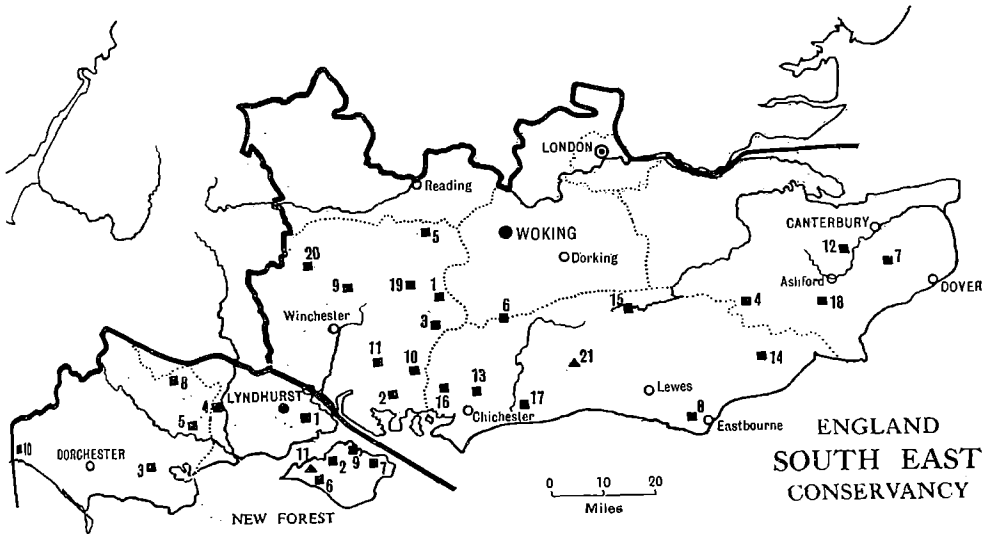 LONDON
Reading
WOKING
Dorking
CANTERBURY
Ashford
DOVER
Winchester
LYNDHURST
Chichester
Lewes
Eastbourne
DORCHESTER
NEW FOREST
5
20
9
19
1
3
6
15
12
7
4
18
14
11
10
2
16
13
17
21
8
8
4
5
1
10
3
11
2
9
7
6
0 10 20
Miles
ENGLAND
SOUTH EAST
CONSERVANCY